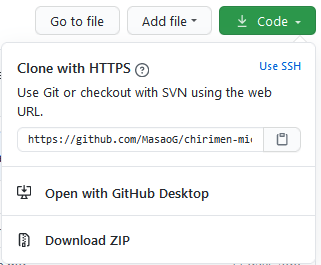 Go to file Add file Code
Clone with HTTPS Use SSH
Use Git or checkout with SVN using the web
URL.
https://github.com/MasaoG/chirimen-mi
Open with GitHub Desktop
Download ZIP